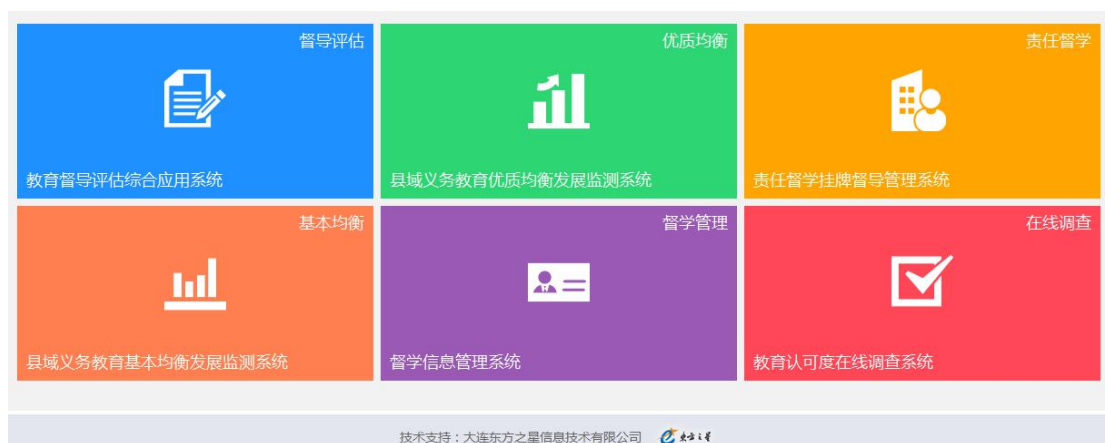 督导评估
教育督导评估综合应用系统
优质均衡
县域义务教育优质均衡发展监测系统
责任督学
责任督学挂牌督导管理系统
基本均衡
县域义务教育基本均衡发展监测系统
督学管理
督学信息管理系统
在线调查
教育认可度在线调查系统
技术支持：大连东方之星信息技术有限公司 东方之星